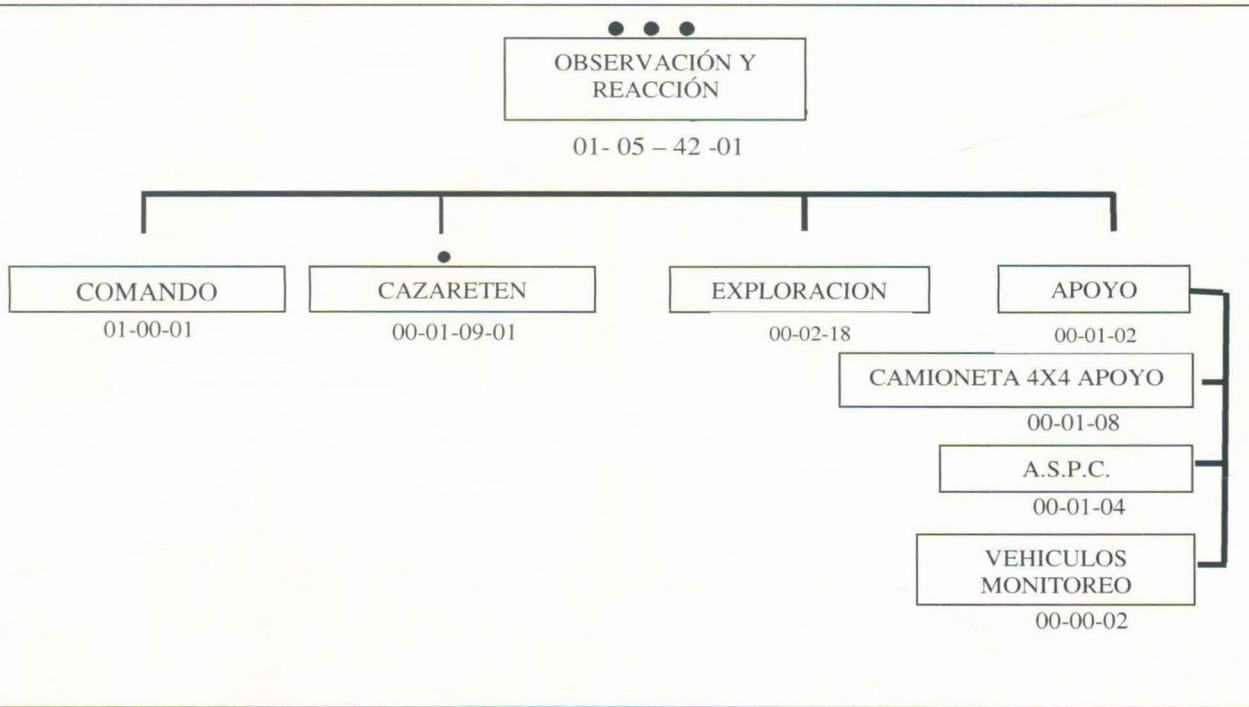 OBSERVACIÓN Y
REACCIÓN
01- 05 – 42 -01
COMANDO
01-00-01
CAZARETEN
00-01-09-01
EXPLORACION
00-02-18
APOYO
00-01-02
CAMIONETA 4X4 APOYO
00-01-08
A.S.P.C.
00-01-04
VEHICULOS
MONITOREO
00-00-02